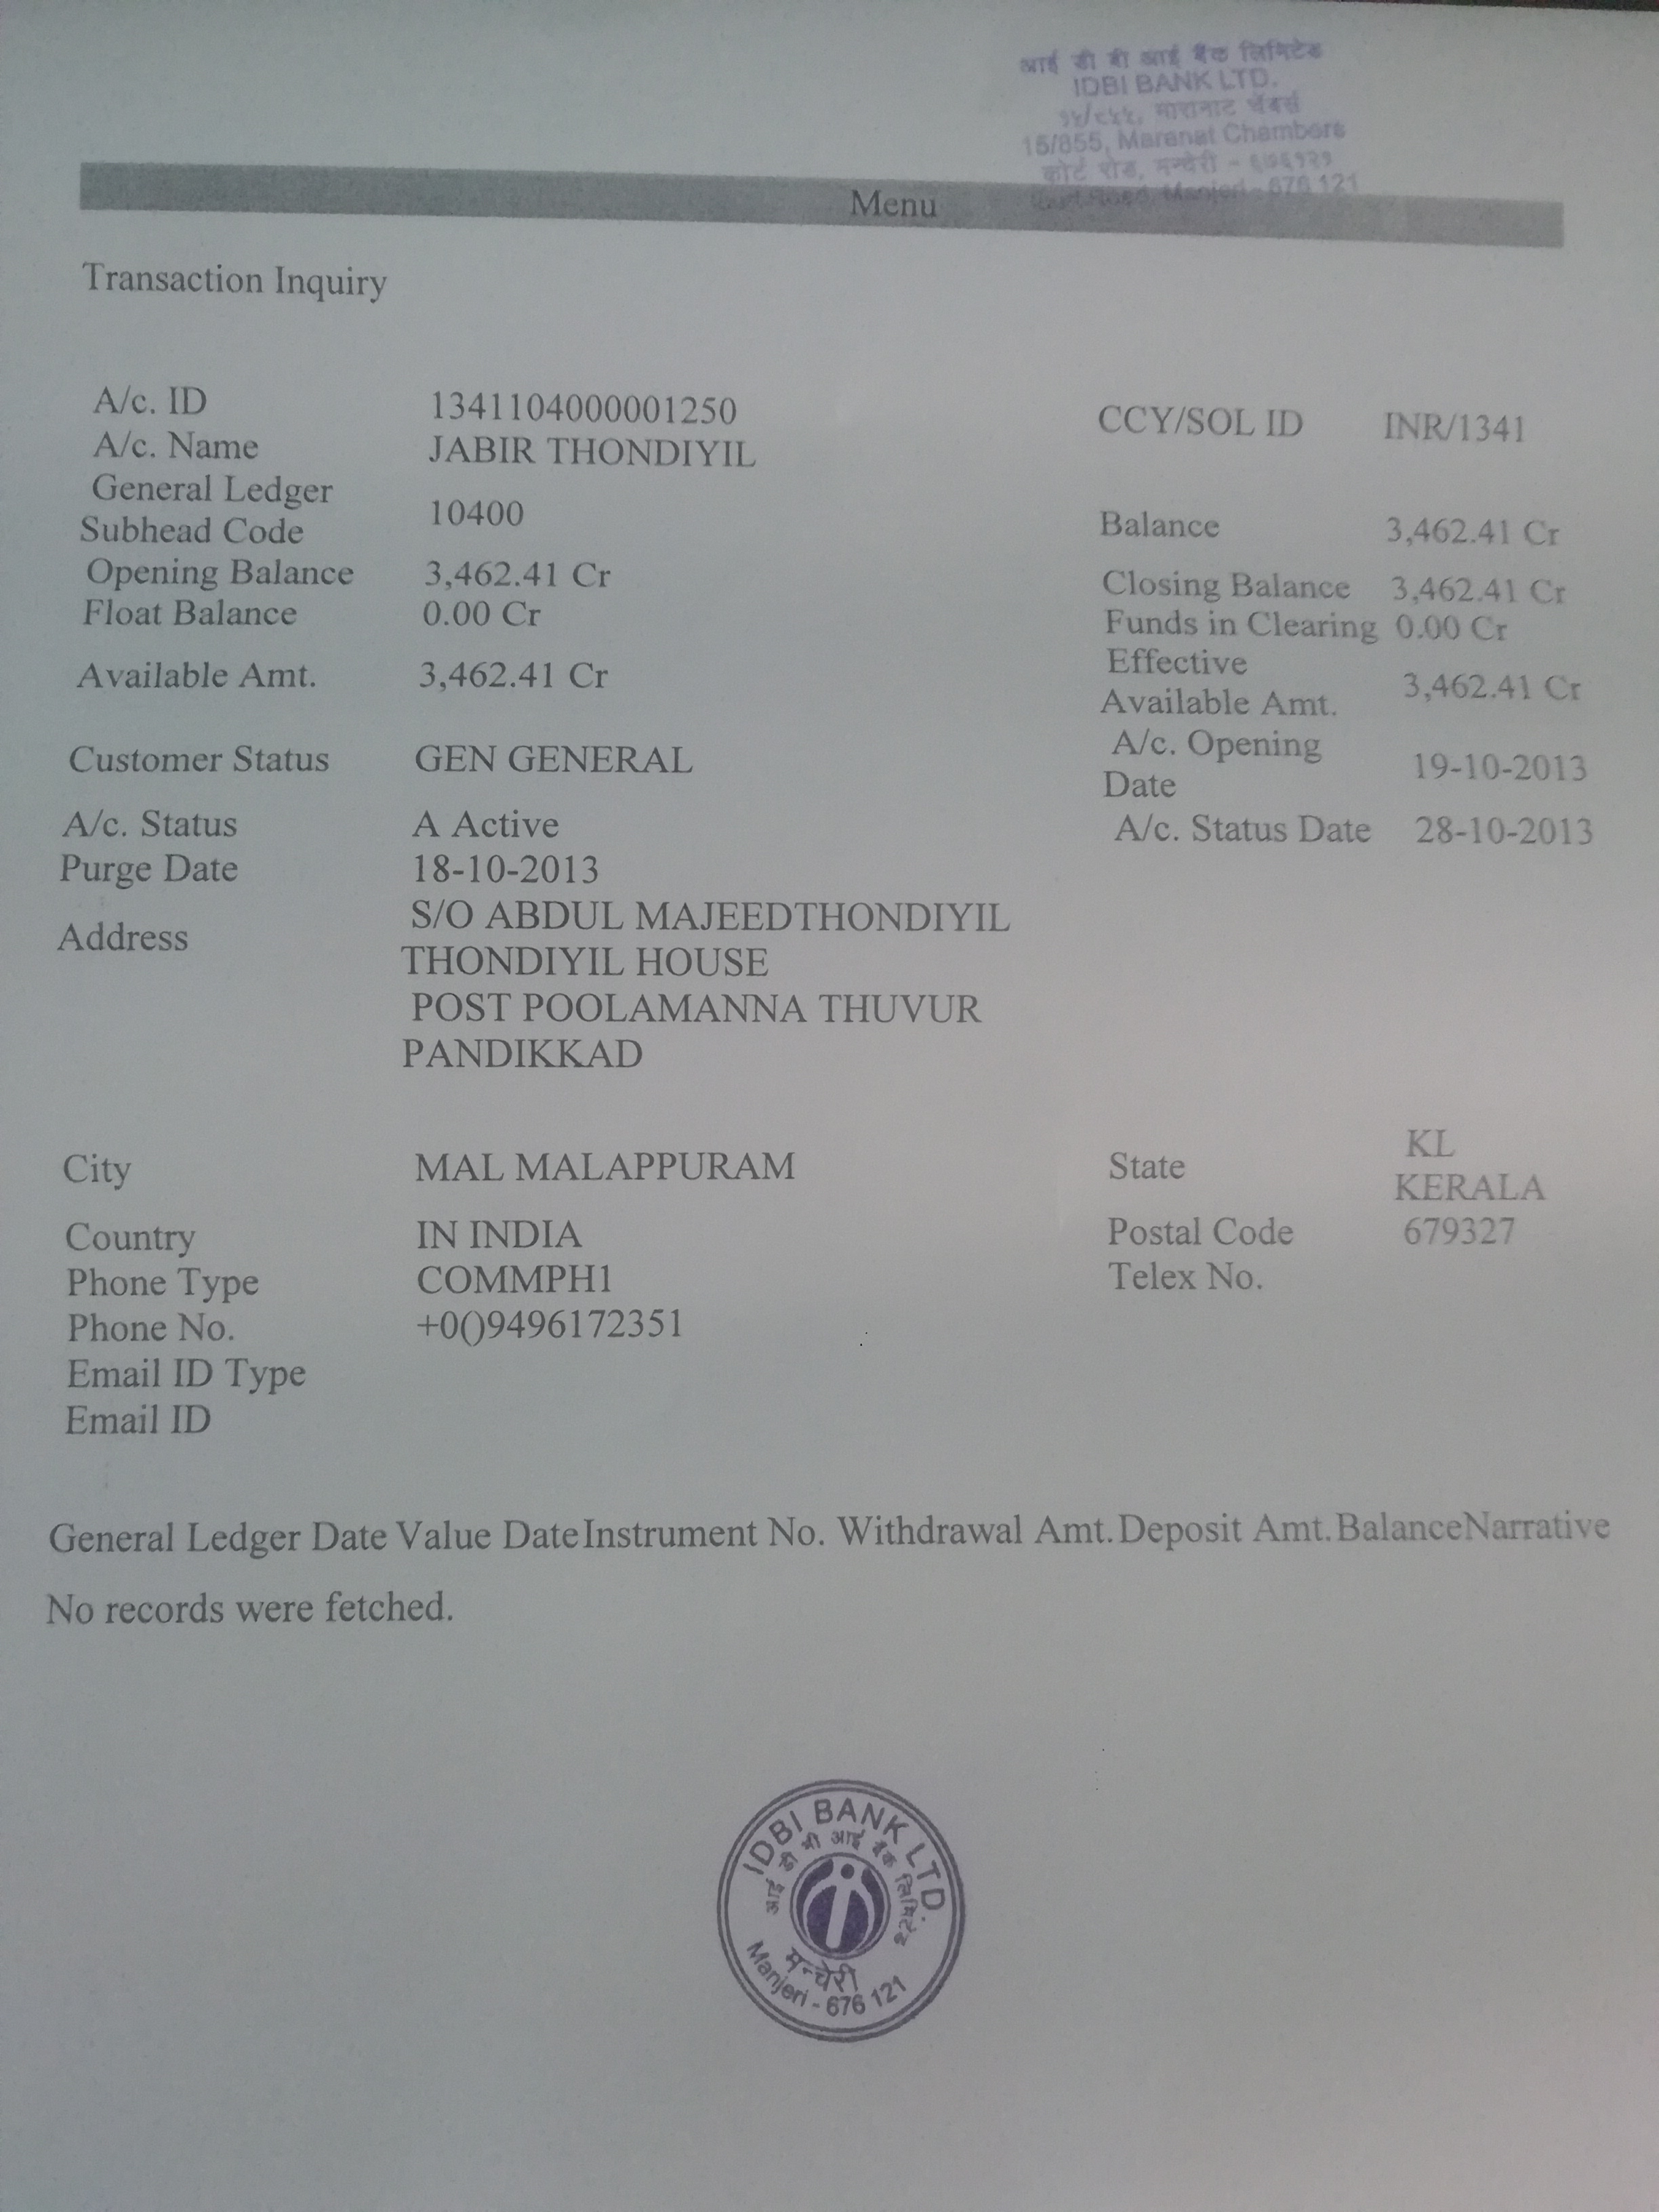 आई डी बी आई बैंक लिमिटेड
IDBI BANK LTD.
१५/८५५, मारानाट चेंबर्स
15/855, Maranat Chambers
कोर्ट रोड, मन्चेरी - ६७६१२१
Court Road, Manjeri - 676 121
Menu
Transaction Inquiry
A/c. ID 1341104000001250 CCY/SOL ID INR/1341
A/c. Name JABIR THONDIYIL
General Ledger
Subhead Code 10400 Balance 3,462.41 Cr
Opening Balance 3,462.41 Cr Closing Balance 3,462.41 Cr
Float Balance 0.00 Cr Funds in Clearing 0.00 Cr
Available Amt. 3,462.41 Cr Effective
Available Amt. 3,462.41 Cr
Customer Status GEN GENERAL A/c. Opening
Date 19-10-2013
A/c. Status A Active A/c. Status Date 28-10-2013
Purge Date 18-10-2013
Address S/O ABDUL MAJEEDTHONDIYIL
THONDIYIL HOUSE
POST POOLAMANNA THUVUR
PANDIKKAD
City MAL MALAPPURAM State KL
KERALA
Country IN INDIA Postal Code 679327
Phone Type COMMPH1 Telex No.
Phone No. +0()9496172351
Email ID Type
Email ID
General Ledger Date Value Date Instrument No. Withdrawal Amt. Deposit Amt. Balance Narrative
No records were fetched.
IDBI BANK LTD.
आई डी बी आई बैंक लिमिटेड
मन्चेरी
Manjeri - 676 121